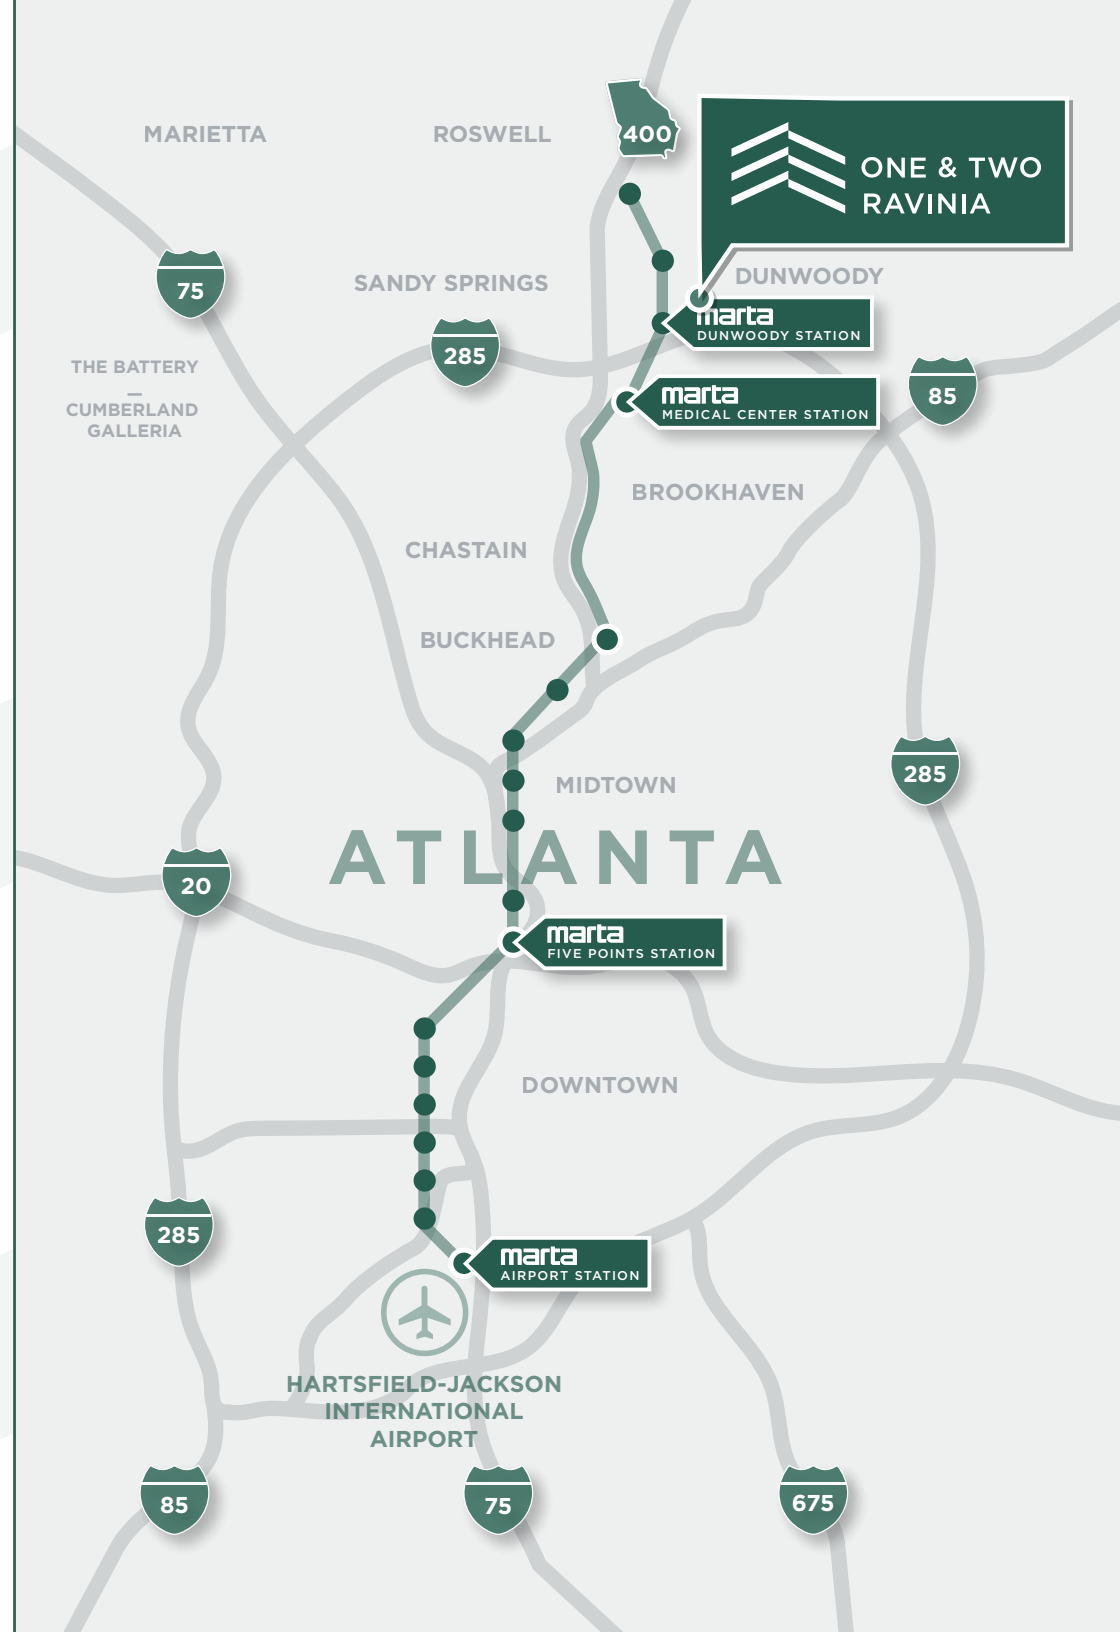 MARIETTA
ROSWELL
400
ONE & TWO
RAVINIA
75
SANDY SPRINGS
DUNWOODY
marta
DUNWOODY STATION
285
THE BATTERY
—
CUMBERLAND
GALLERIA
marta
MEDICAL CENTER STATION
85
BROOKHAVEN
CHASTAIN
BUCKHEAD
MIDTOWN
285
ATLANTA
20
marta
FIVE POINTS STATION
DOWNTOWN
285
marta
AIRPORT STATION
HARTSFIELD-JACKSON
INTERNATIONAL
AIRPORT
85
75
675